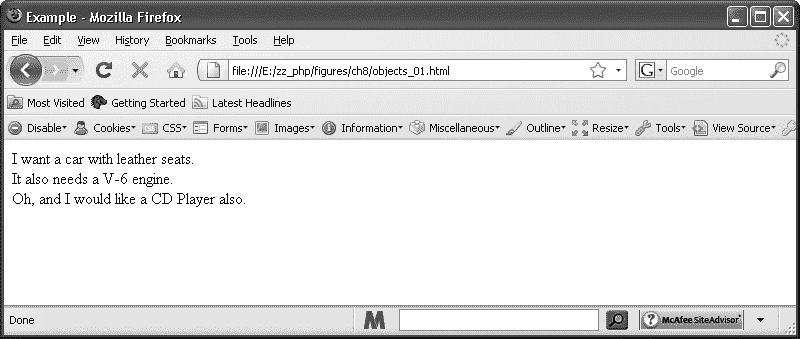 Example - Mozilla Firefox
File Edit View History Bookmarks Tools Help
file:///E:/zz_php/figures/ch8/objects_01.html G Google
Most Visited Getting Started Latest Headlines
Disable Cookies CSS Forms Images Information Miscellaneous Outline Resize Tools View Source
I want a car with leather seats.
It also needs a V-6 engine.
Oh, and I would like a CD Player also.
Done M McAfee SiteAdvisor